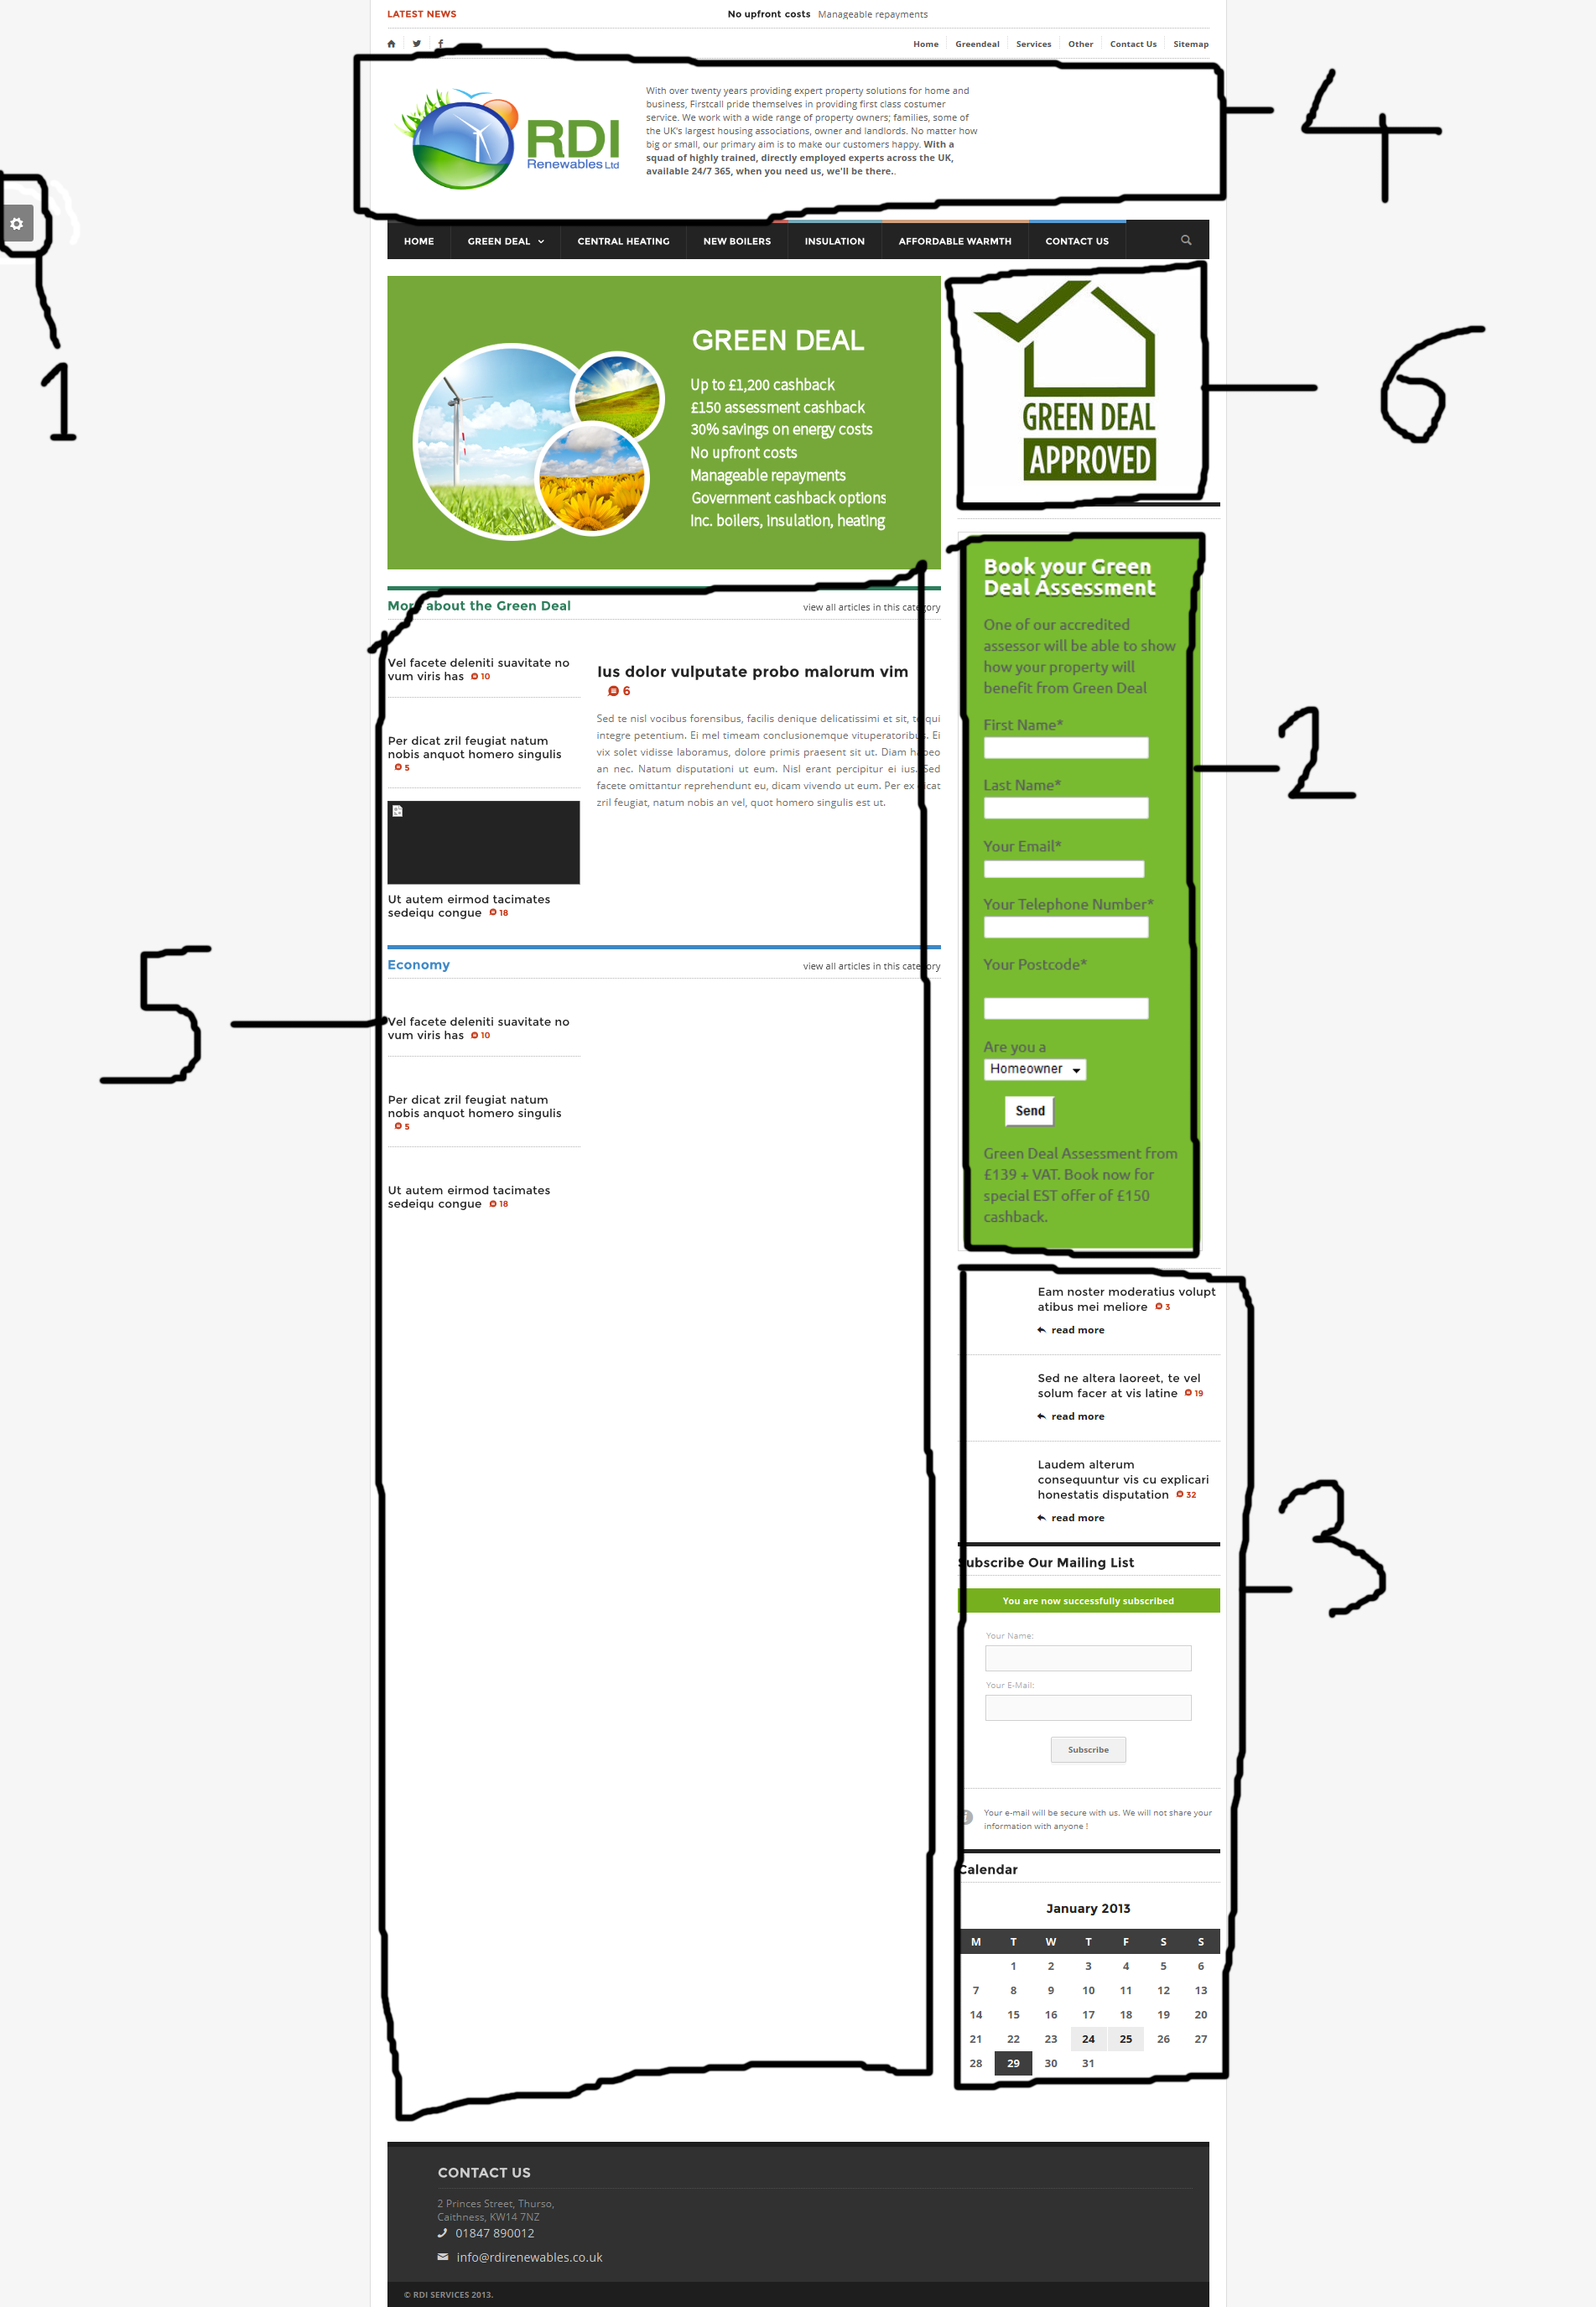 LATEST NEWS
No upfront costs Manageable repayments
Home Greendeal Services Other Contact Us Sitemap
RDI
Renewables Ltd
With over twenty years providing expert property solutions for home and
business, Firstcall pride themselves in providing first class costumer
service. We work with a wide range of property owners; families, some of
the UK's largest housing associations, owner and landlords. No matter how
big or small, our primary aim is to make our customers happy. With a
squad of highly trained, directly employed experts across the UK,
available 24/7 365, when you need us, we'll be there..
4
1
HOME GREEN DEAL CENTRAL HEATING NEW BOILERS INSULATION AFFORDABLE WARMTH CONTACT US
GREEN DEAL
Up to £1,200 cashback
£150 assessment cashback
30% savings on energy costs
No upfront costs
Manageable repayments
Government cashback options
Inc. boilers, insulation, heating
GREEN DEAL
APPROVED
6
More about the Green Deal
view all articles in this category
Vel facete deleniti suavitate no
vum viris has 10
Per dicat zril feugiat natum
nobis anquot homero singulis
5
Ut autem eirmod tacimates
sedeiqu congue 18
Ius dolor vulputate probo malorum vim
6
Sed te nisl vocibus forensibus, facilis denique delicatissimi et sit, te qui
integre petentium. Ei mel timeam conclusionemque vituperatoribus. Ei
vix solet vidisse laboramus, dolore primis praesent sit ut. Diam habeo
an nec. Natum disputationi ut eum. Nisl erant percipitur ei ius. Sed
facete omittantur reprehendunt eu, dicam vivendo ut eum. Per ex dicat
zril feugiat, natum nobis an vel, quot homero singulis est ut.
5
Economy
view all articles in this category
Vel facete deleniti suavitate no
vum viris has 10
Per dicat zril feugiat natum
nobis anquot homero singulis
5
Ut autem eirmod tacimates
sedeiqu congue 18
Book your Green
Deal Assessment
One of our accredited
assessor will be able to show
how your property will
benefit from Green Deal
First Name*
Last Name*
Your Email*
Your Telephone Number*
Your Postcode*
Are you a
Homeowner
Send
Green Deal Assessment from
£139 + VAT. Book now for
special EST offer of £150
cashback.
2
Eam noster moderatius volupt
atibus mei meliore 3
read more
Sed ne altera laoreet, te vel
solum facer at vis latine 19
read more
Laudem alterum
consequuntur vis cu explicari
honestatis disputation 32
read more
3
Subscribe Our Mailing List
You are now successfully subscribed
Your Name:
Your E-Mail:
Subscribe
Your e-mail will be secure with us. We will not share your
information with anyone !
Calendar
January 2013
M T W T F S S
1 2 3 4 5 6
7 8 9 10 11 12 13
14 15 16 17 18 19 20
21 22 23 24 25 26 27
28 29 30 31
CONTACT US
2 Princes Street, Thurso,
Caithness, KW14 7NZ
01847 890012
info@rdirenewables.co.uk
© RDI SERVICES 2013.